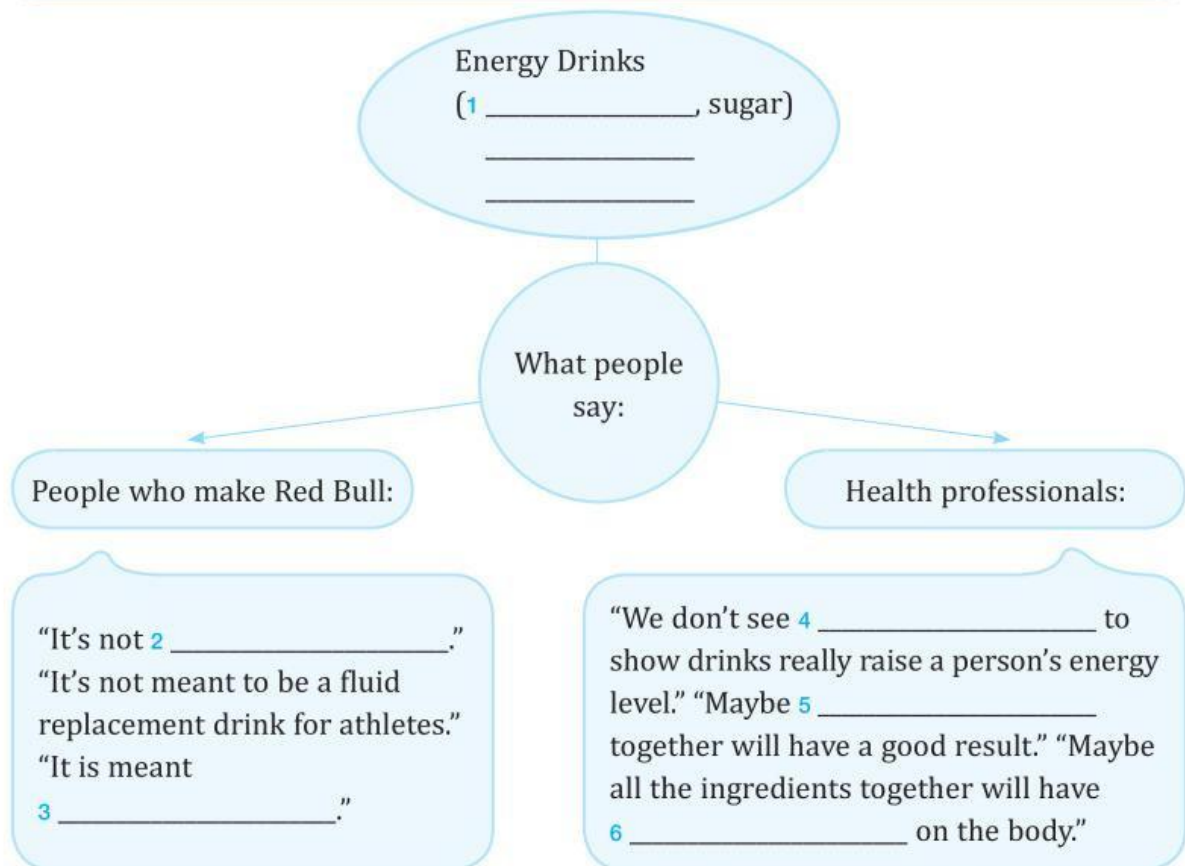 Energy Drinks
(1 _________________, sugar)
_______________
_______________
What people
say:
People who make Red Bull:
Health professionals:
“It’s not 2 ____________________.”
“It’s not meant to be a fluid
replacement drink for athletes.”
“It is meant
3 ____________________.”
“We don’t see 4 ____________________ to
show drinks really raise a person’s energy
level.” “Maybe 5 ____________________
together will have a good result.” “Maybe
all the ingredients together will have
6 ____________________ on the body.”